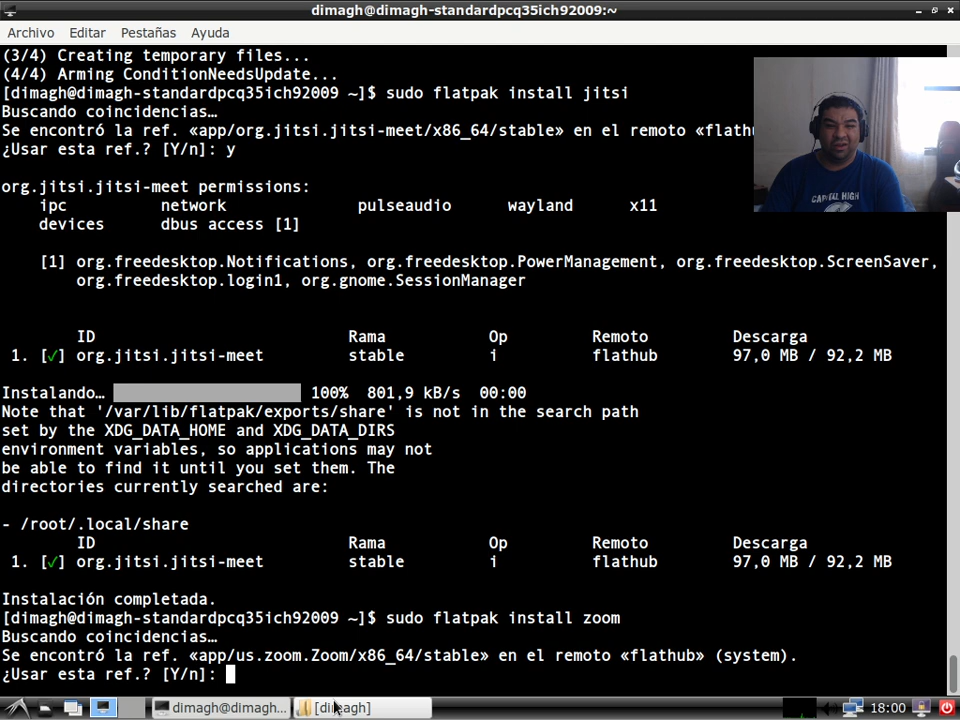 dimagh@dimagh-standardpcq35ich92009:~
Archivo Editar Pestañas Ayuda
(3/4) Creating temporary files...
(4/4) Arming ConditionNeedsUpdate...
[dimagh@dimagh-standardpcq35ich92009 ~]$ sudo flatpak install jitsi
Buscando coincidencias…
Se encontró la ref. «app/org.jitsi.jitsi-meet/x86_64/stable» en el remoto
¿Usar esta ref.? [Y/n]: y
org.jitsi.jitsi-meet permissions:
ipc network pulseaudio wayland x11
devices dbus access [1]
CAPITAL HIGH
[1] org.freedesktop.Notifications, org.freedesktop.PowerManagement, org.freedesktop.ScreenSaver,
org.freedesktop.login1, org.gnome.SessionManager
ID Rama Op Remoto Descarga
1. [✓] org.jitsi.jitsi-meet stable i flathub 97,0 MB / 92,2 MB
Instalando… 100% 801,9 kB/s 00:00
Note that '/var/lib/flatpak/exports/share' is not in the search path
set by the XDG_DATA_HOME and XDG_DATA_DIRS
environment variables, so applications may not
be able to find it until you set them. The
directories currently searched are:
- /root/.local/share
ID Rama Op Remoto Descarga
1. [✓] org.jitsi.jitsi-meet stable i flathub 97,0 MB / 92,2 MB
Instalación completada.
[dimagh@dimagh-standardpcq35ich92009 ~]$ sudo flatpak install zoom
Buscando coincidencias…
Se encontró la ref. «app/us.zoom.Zoom/x86_64/stable» en el remoto «flathub» (system).
¿Usar esta ref.? [Y/n]:
dimagh@dimagh... [dimagh] 18:00